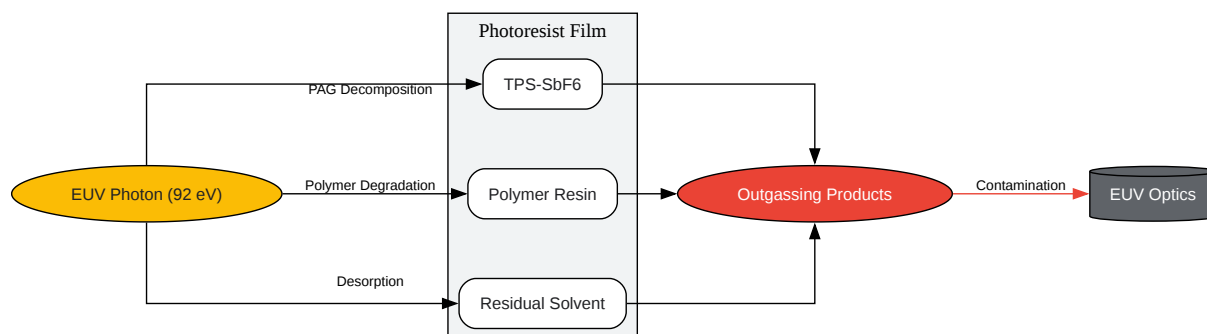 Photoresist Film
TPS-SbF6
PAG Decomposition
EUV Photon (92 eV)
Polymer Degradation
Polymer Resin
Outgassing Products
Contamination
EUV Optics
Desorption
Residual Solvent